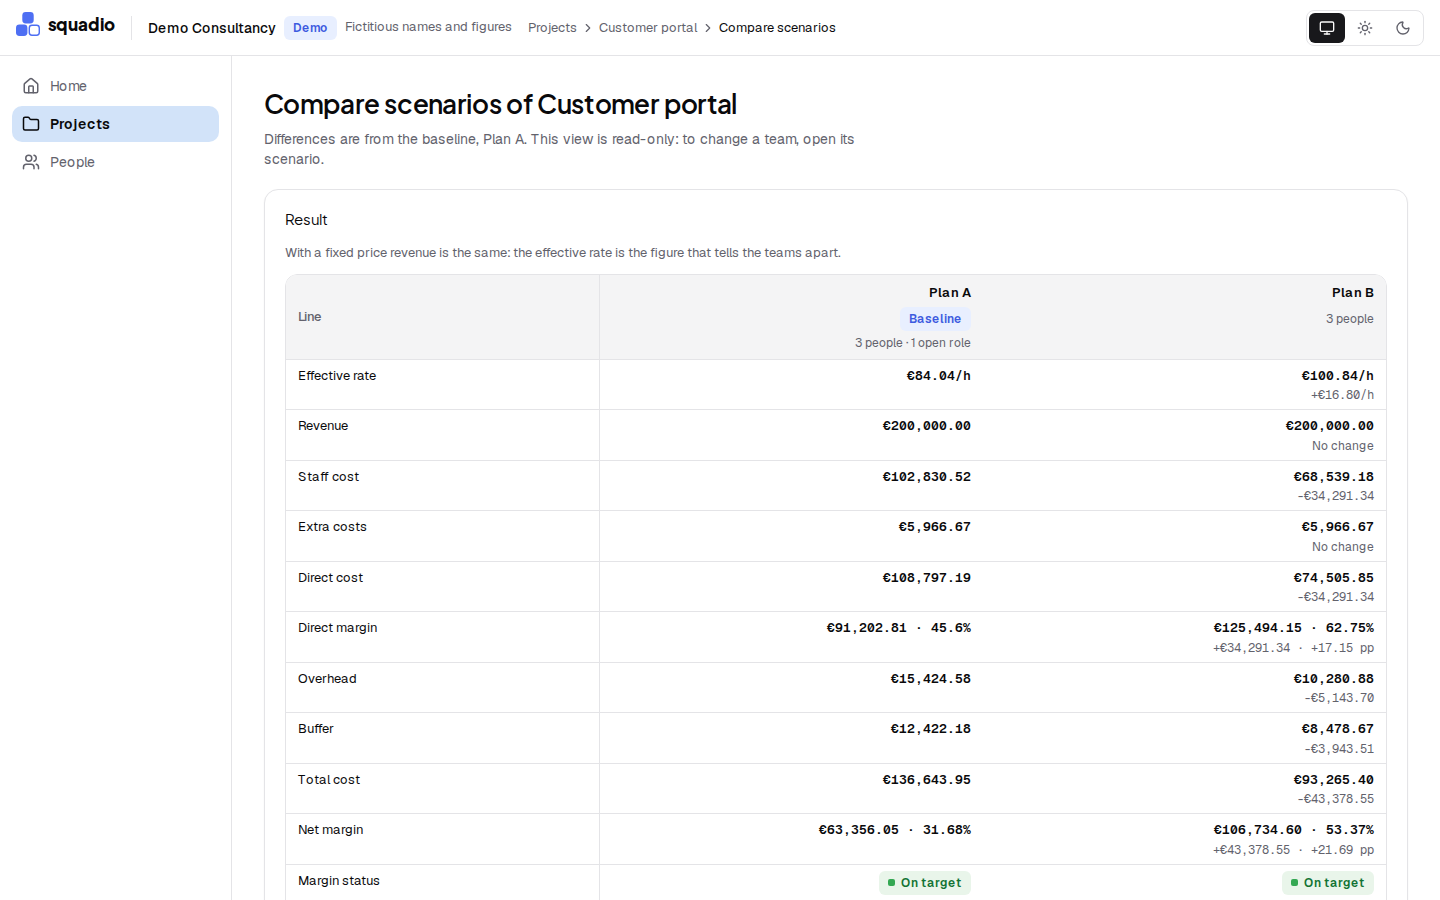 squadio
Demo Consultancy
Demo
Fictitious names and figures
Projects > Customer portal > Compare scenarios
Home
Projects
People
Compare scenarios of Customer portal
Differences are from the baseline, Plan A. This view is read-only: to change a team, open its
scenario.
Result
With a fixed price revenue is the same: the effective rate is the figure that tells the teams apart.
Line
Plan A
Baseline
3 people · 1 open role
Plan B
3 people
Effective rate
€84.04/h
€100.84/h
+€16.80/h
Revenue
€200,000.00
€200,000.00
No change
Staff cost
€102,830.52
€68,539.18
-€34,291.34
Extra costs
€5,966.67
€5,966.67
No change
Direct cost
€108,797.19
€74,505.85
-€34,291.34
Direct margin
€91,202.81 · 45.6%
€125,494.15 · 62.75%
+€34,291.34 · +17.15 pp
Overhead
€15,424.58
€10,280.88
-€5,143.70
Buffer
€12,422.18
€8,478.67
-€3,943.51
Total cost
€136,643.95
€93,265.40
-€43,378.55
Net margin
€63,356.05 · 31.68%
€106,734.60 · 53.37%
+€43,378.55 · +21.69 pp
Margin status
On target
On target